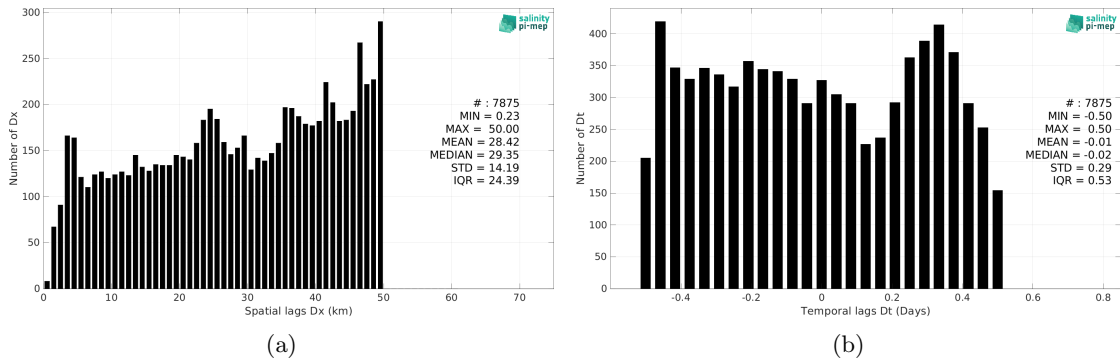 300
250
200
150
100
50
0
Number of Dx
0 10 20 30 40 50 60 70
Spatial lags Dx (km)
salinity
pi-mep
# : 7875
MIN = 0.23
MAX = 50.00
MEAN = 28.42
MEDIAN = 29.35
STD = 14.19
IQR = 24.39
(a)
400
350
300
250
200
150
100
50
0
Number of Dt
-0.4 -0.2 0 0.2 0.4 0.6 0.8
Temporal lags Dt (Days)
salinity
pi-mep
# : 7875
MIN = -0.50
MAX = 0.50
MEAN = -0.01
MEDIAN = -0.02
STD = 0.29
IQR = 0.53
(b)